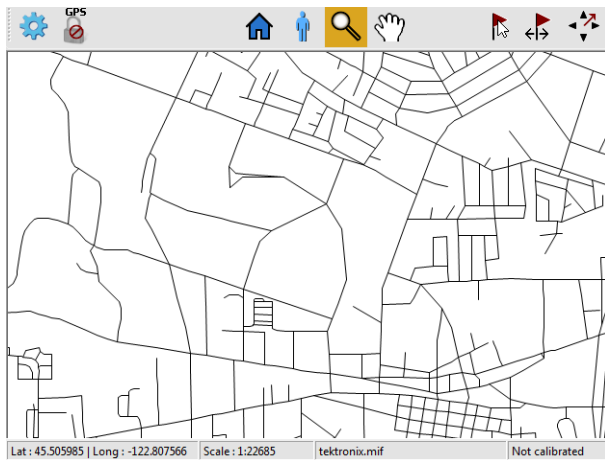 GPS
Lat : 45.505985 | Long : -122.807566 Scale : 1:22685 tektronix.mif Not calibrated